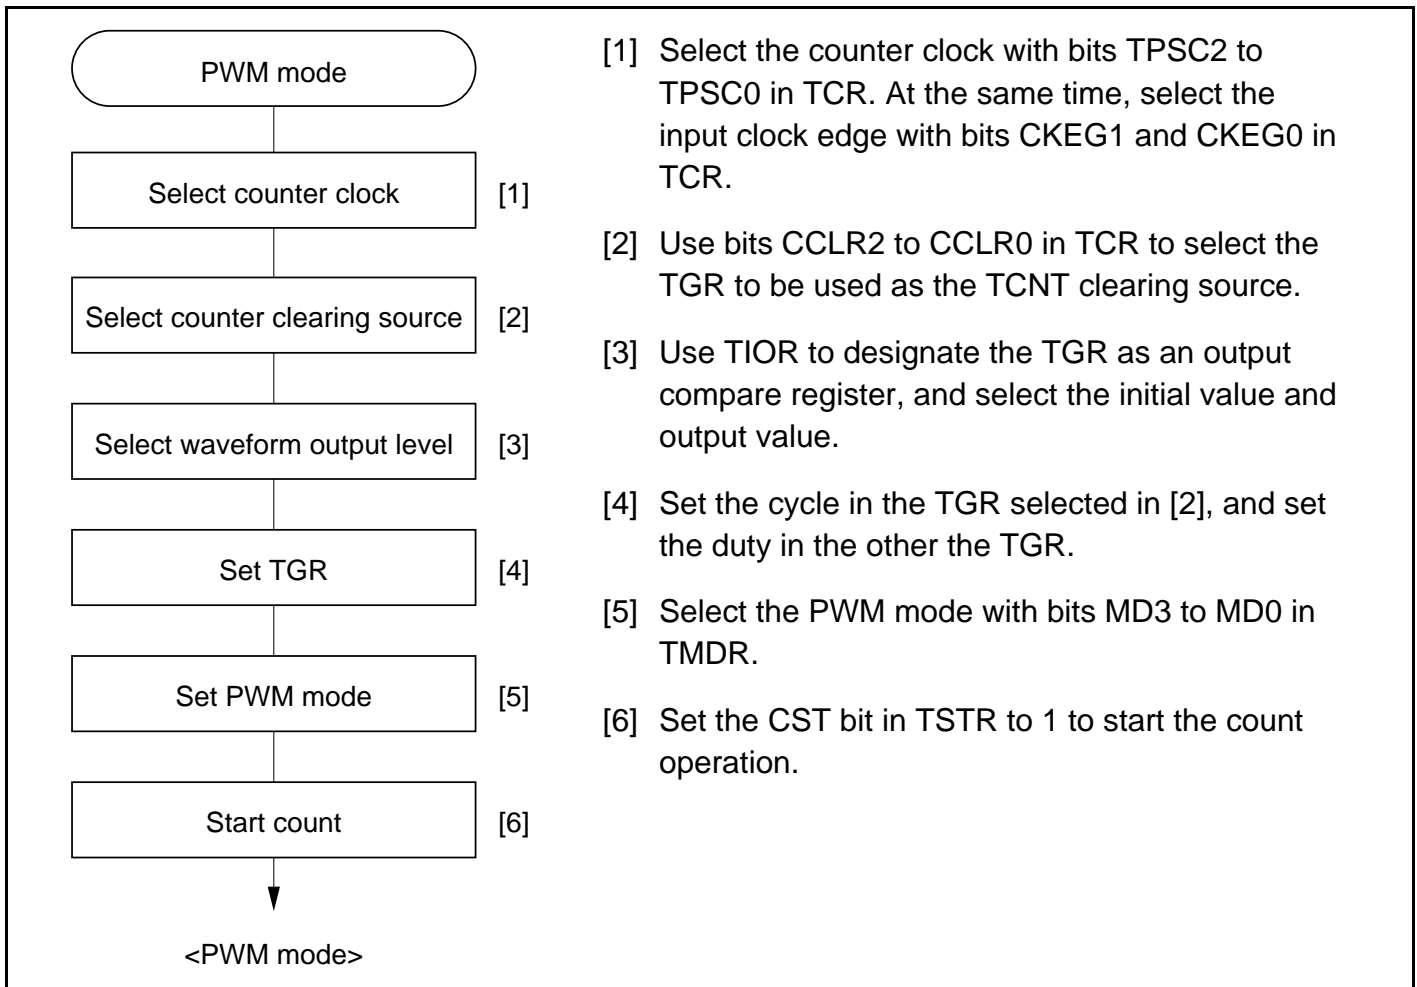 PWM mode
Select counter clock [1]
Select counter clearing source [2]
Select waveform output level [3]
Set TGR [4]
Set PWM mode [5]
Start count [6]
<PWM mode>
[1] Select the counter clock with bits TPSC2 to
TPSC0 in TCR. At the same time, select the
input clock edge with bits CKEG1 and CKEG0 in
TCR.
[2] Use bits CCLR2 to CCLR0 in TCR to select the
TGR to be used as the TCNT clearing source.
[3] Use TIOR to designate the TGR as an output
compare register, and select the initial value and
output value.
[4] Set the cycle in the TGR selected in [2], and set
the duty in the other the TGR.
[5] Select the PWM mode with bits MD3 to MD0 in
TMDR.
[6] Set the CST bit in TSTR to 1 to start the count
operation.